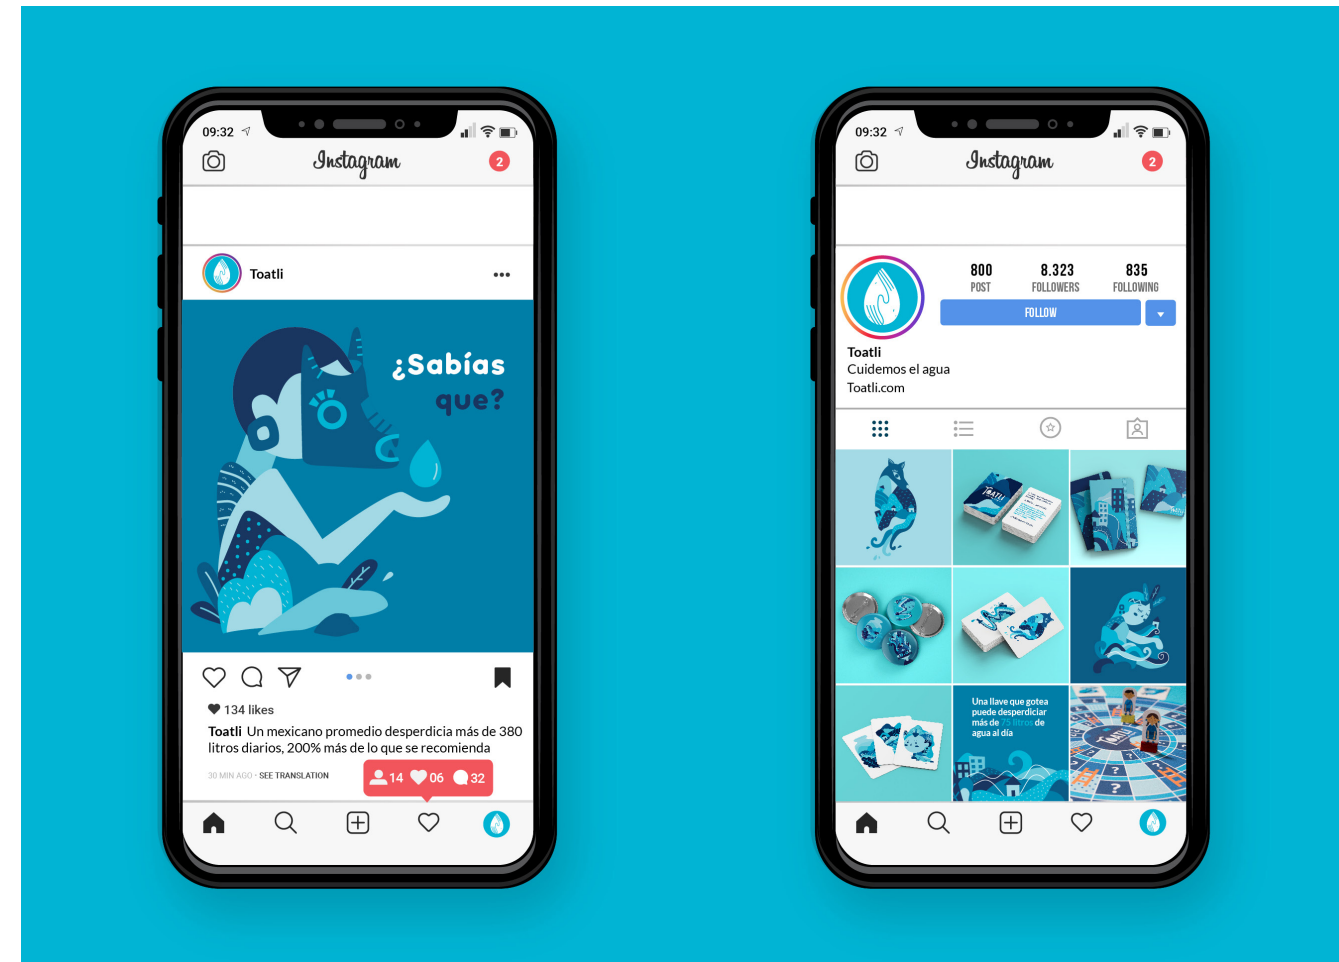 09:32
Instagram
2
Toatli
¿Sabías
que?
134 likes
Toatli Un mexicano promedio desperdicia más de 380
litros diarios, 200% más de lo que se recomienda
30 MIN AGO · SEE TRANSLATION
14 06 32
09:32
Instagram
2
800 8.323 835
POST FOLLOWERS FOLLOWING
FOLLOW
Toatli
Cuidemos el agua
Toatli.com
TOATLI
Toatli
Una llave que gotea
puede desperdiciar
más de 75 litros de
agua al día
TOATLI
? ? ?